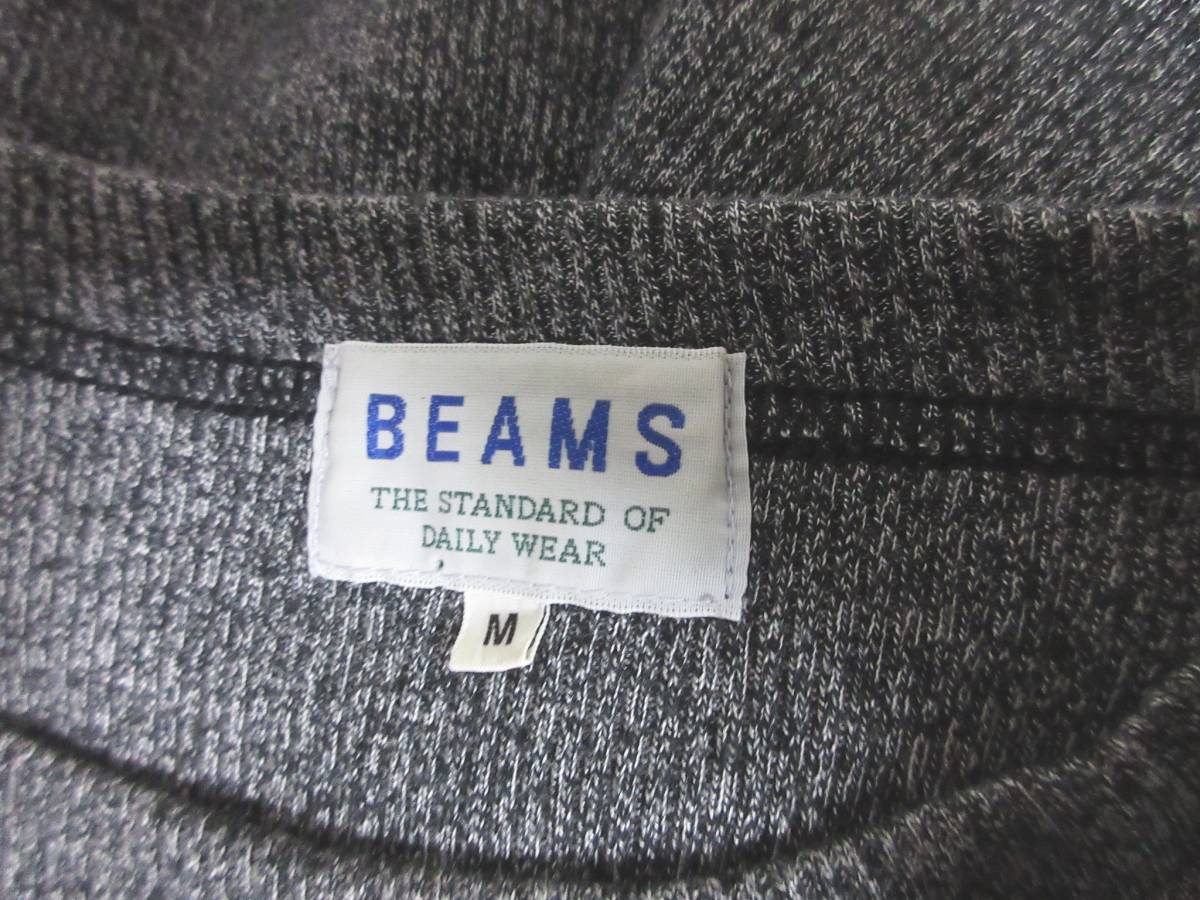 BEAMS
THE STANDARD OF
DAILY WEAR
M